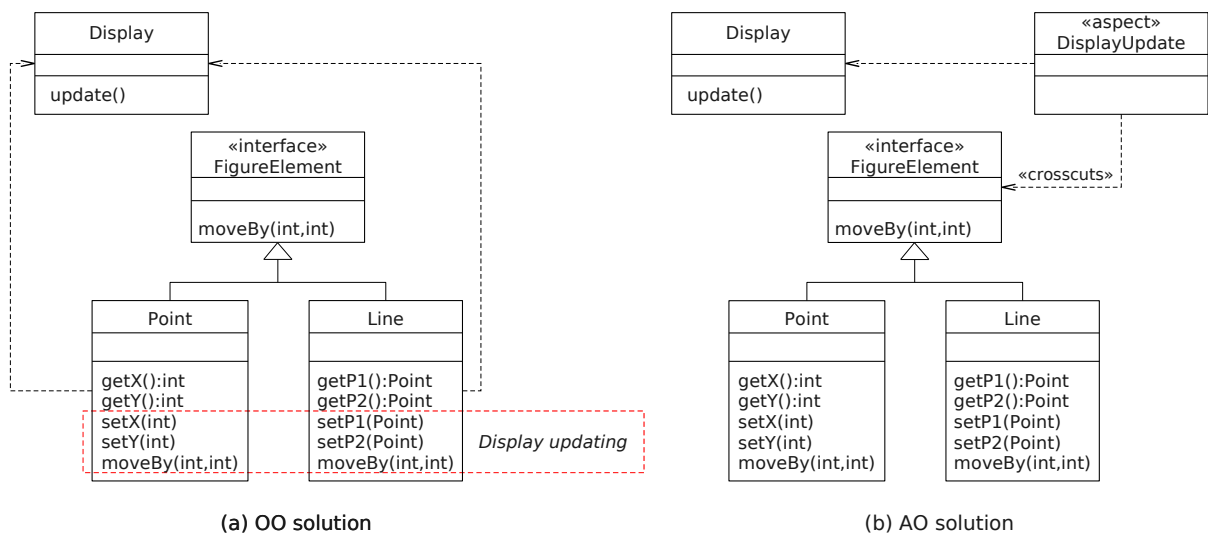 Display
update()
«interface»
FigureElement
moveBy(int,int)
Point
getX():int
getY():int
setX(int)
setY(int)
moveBy(int,int)
Line
getP1():Point
getP2():Point
setP1(Point)
setP2(Point)
moveBy(int,int)
Display updating
(a) OO solution
Display
update()
«aspect»
DisplayUpdate
«interface»
FigureElement
moveBy(int,int)
«crosscuts»
Point
getX():int
getY():int
setX(int)
setY(int)
moveBy(int,int)
Line
getP1():Point
getP2():Point
setP1(Point)
setP2(Point)
moveBy(int,int)
(b) AO solution